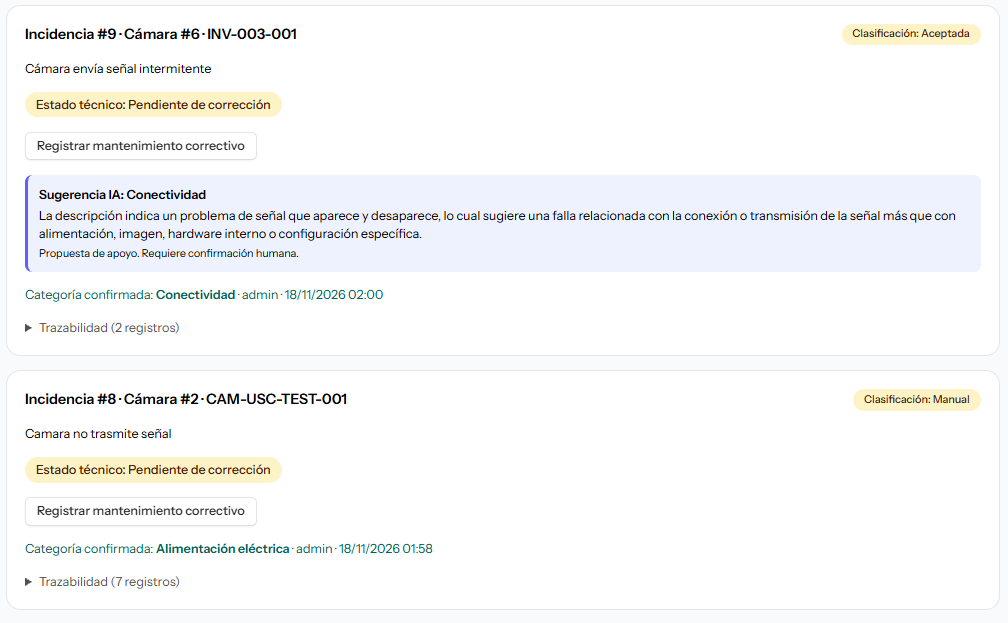 Incidencia #9 · Cámara #6 · INV-003-001
Clasificación: Aceptada
Cámara envía señal intermitente
Estado técnico: Pendiente de corrección
Registrar mantenimiento correctivo
Sugerencia IA: Conectividad
La descripción indica un problema de señal que aparece y desaparece, lo cual sugiere una falla relacionada con la conexión o transmisión de la señal más que con
alimentación, imagen, hardware interno o configuración específica.
Propuesta de apoyo. Requiere confirmación humana.
Categoría confirmada: Conectividad · admin · 18/11/2026 02:00
Trazabilidad (2 registros)
Incidencia #8 · Cámara #2 · CAM-USC-TEST-001
Clasificación: Manual
Camara no trasmite señal
Estado técnico: Pendiente de corrección
Registrar mantenimiento correctivo
Categoría confirmada: Alimentación eléctrica · admin · 18/11/2026 01:58
Trazabilidad (7 registros)